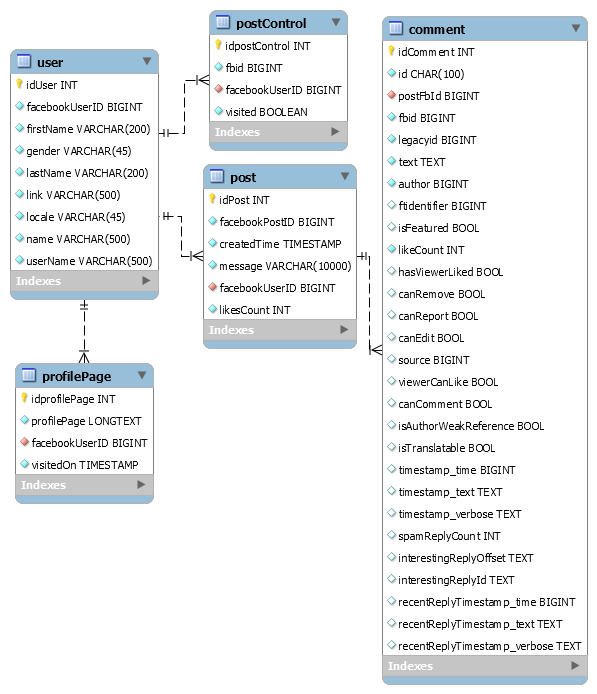 user
idUser INT
facebookUserID BIGINT
firstName VARCHAR(200)
gender VARCHAR(45)
lastName VARCHAR(200)
link VARCHAR(500)
locale VARCHAR(45)
name VARCHAR(500)
userName VARCHAR(500)
Indexes
postControl
idpostControl INT
fbid BIGINT
facebookUserID BIGINT
visited BOOLEAN
Indexes
post
idPost INT
facebookPostID BIGINT
createdTime TIMESTAMP
message VARCHAR(10000)
facebookUserID BIGINT
likesCount INT
Indexes
profilePage
idprofilePage INT
profilePage LONGTEXT
facebookUserID BIGINT
visitedOn TIMESTAMP
Indexes
comment
idComment INT
id CHAR(100)
postFbId BIGINT
fbid BIGINT
legacyid BIGINT
text TEXT
author BIGINT
ftidentifier BIGINT
isFeatured BOOL
likeCount INT
hasViewerLiked BOOL
canRemove BOOL
canReport BOOL
canEdit BOOL
source BIGINT
viewerCanLike BOOL
canComment BOOL
isAuthorWeakReference BOOL
isTranslatable BOOL
timestamp_time BIGINT
timestamp_text TEXT
timestamp_verbose TEXT
spamReplyCount INT
interestingReplyOffset TEXT
interestingReplyId TEXT
recentReplyTimestamp_time BIGINT
recentReplyTimestamp_text TEXT
recentReplyTimestamp_verbose TEXT
Indexes